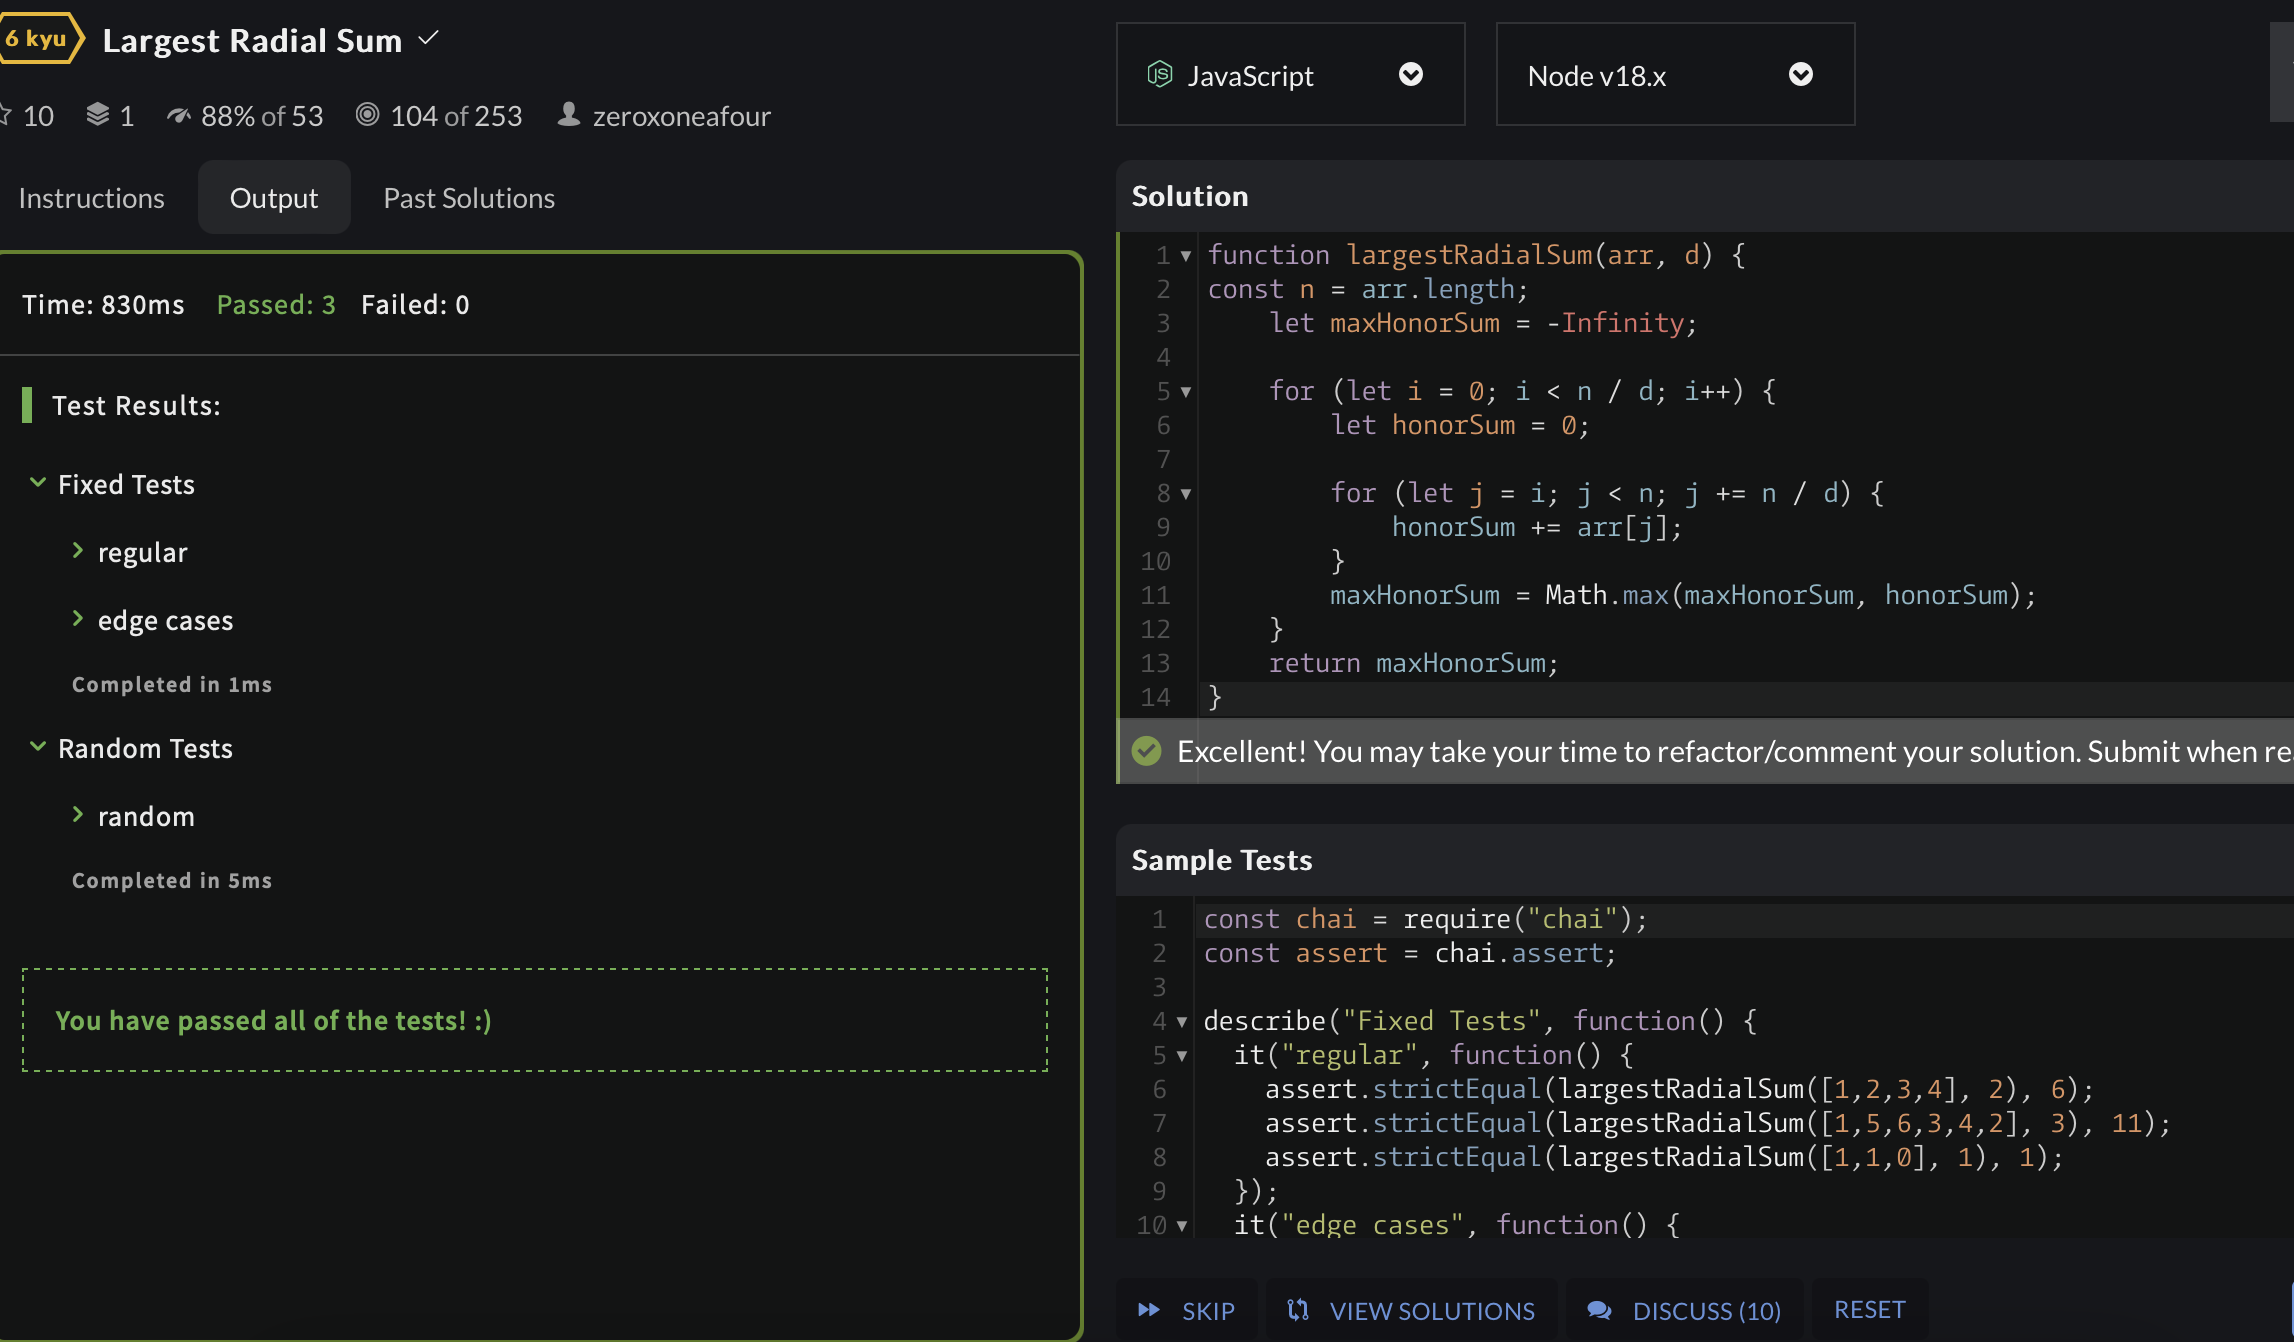 6 kyu Largest Radial Sum
10 1 88% of 53 104 of 253 zeroxoneafour
Instructions Output Past Solutions
Time: 830ms Passed: 3 Failed: 0
Test Results:
Fixed Tests
regular
edge cases
Completed in 1ms
Random Tests
random
Completed in 5ms
You have passed all of the tests! :)
JS JavaScript Node v18.x
Solution
1 function largestRadialSum(arr, d) {
2 const n = arr.length;
3     let maxHonorSum = -Infinity;
4
5     for (let i = 0; i < n / d; i++) {
6         let honorSum = 0;
7
8         for (let j = i; j < n; j += n / d) {
9             honorSum += arr[j];
10         }
11         maxHonorSum = Math.max(maxHonorSum, honorSum);
12     }
13     return maxHonorSum;
14 }
Excellent! You may take your time to refactor/comment your solution. Submit when
Sample Tests
1 const chai = require("chai");
2 const assert = chai.assert;
3
4 describe("Fixed Tests", function() {
5   it("regular", function() {
6     assert.strictEqual(largestRadialSum([1,2,3,4], 2), 6);
7     assert.strictEqual(largestRadialSum([1,5,6,3,4,2], 3), 11);
8     assert.strictEqual(largestRadialSum([1,1,0], 1), 1);
9   });
10   it("edge cases", function() {
SKIP VIEW SOLUTIONS DISCUSS (10) RESET